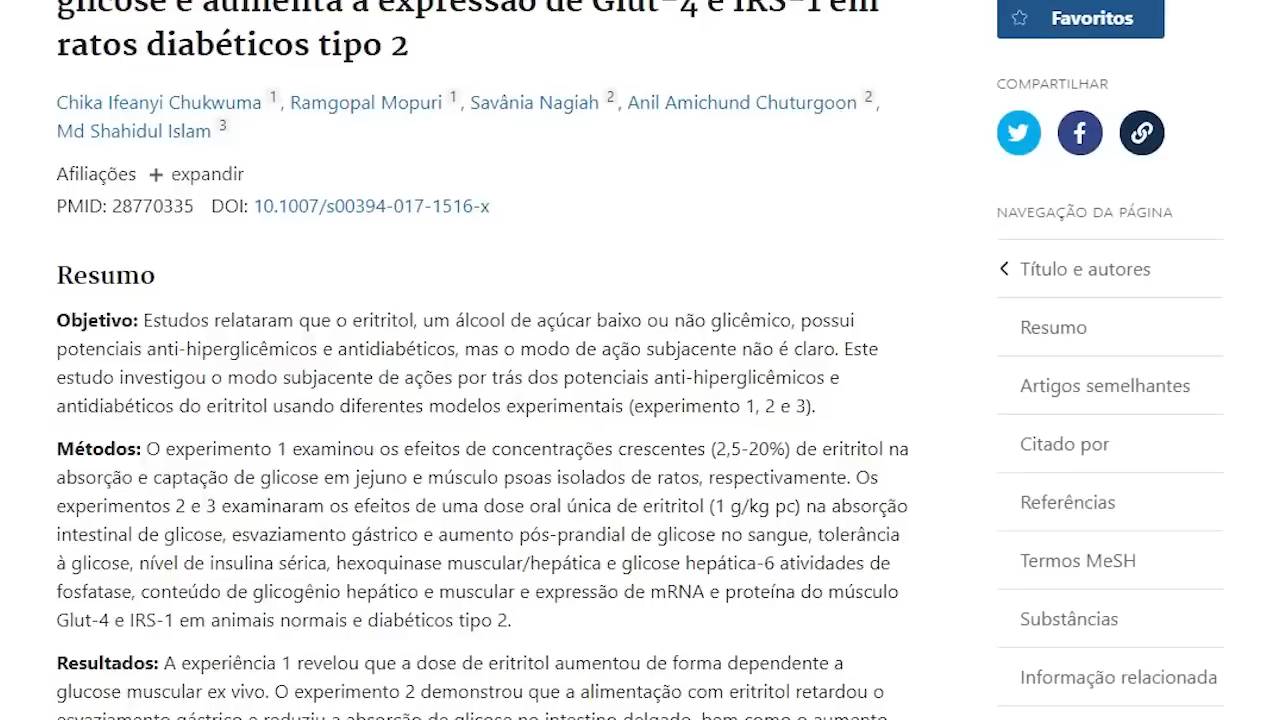 glicose e aumenta a expressão de Glut-4 e IRS-1 em
ratos diabéticos tipo 2
Chika Ifeanyi Chukwuma 1 , Ramgopal Mopuri 1 , Savânia Nagiah 2 , Anil Amichund Chuturgoon 2 ,
Md Shahidul Islam 3
Afiliações + expandir
PMID: 28770335 DOI: 10.1007/s00394-017-1516-x
Resumo
Objetivo: Estudos relataram que o eritritol, um álcool de açúcar baixo ou não glicêmico, possui
potenciais anti-hiperglicêmicos e antidiabéticos, mas o modo de ação subjacente não é claro. Este
estudo investigou o modo subjacente de ações por trás dos potenciais anti-hiperglicêmicos e
antidiabéticos do eritritol usando diferentes modelos experimentais (experimento 1, 2 e 3).
Métodos: O experimento 1 examinou os efeitos de concentrações crescentes (2,5-20%) de eritritol na
absorção e captação de glicose em jejuno e músculo psoas isolados de ratos, respectivamente. Os
experimentos 2 e 3 examinaram os efeitos de uma dose oral única de eritritol (1 g/kg pc) na absorção
intestinal de glicose, esvaziamento gástrico e aumento pós-prandial de glicose no sangue, tolerância
à glicose, nível de insulina sérica, hexoquinase muscular/hepática e glicose hepática-6 atividades de
fosfatase, conteúdo de glicogênio hepático e muscular e expressão de mRNA e proteína do músculo
Glut-4 e IRS-1 em animais normais e diabéticos tipo 2.
Resultados: A experiência 1 revelou que a dose de eritritol aumentou de forma dependente a
glucose muscular ex vivo. O experimento 2 demonstrou que a alimentação com eritritol retardou o
esvaziamento gástrico e reduziu a absorção de glicose no intestino delgado, bem como o aumento
Favoritos
COMPARTILHAR
NAVEGAÇÃO DA PÁGINA
Título e autores
Resumo
Artigos semelhantes
Citado por
Referências
Termos MeSH
Substâncias
Informação relacionada